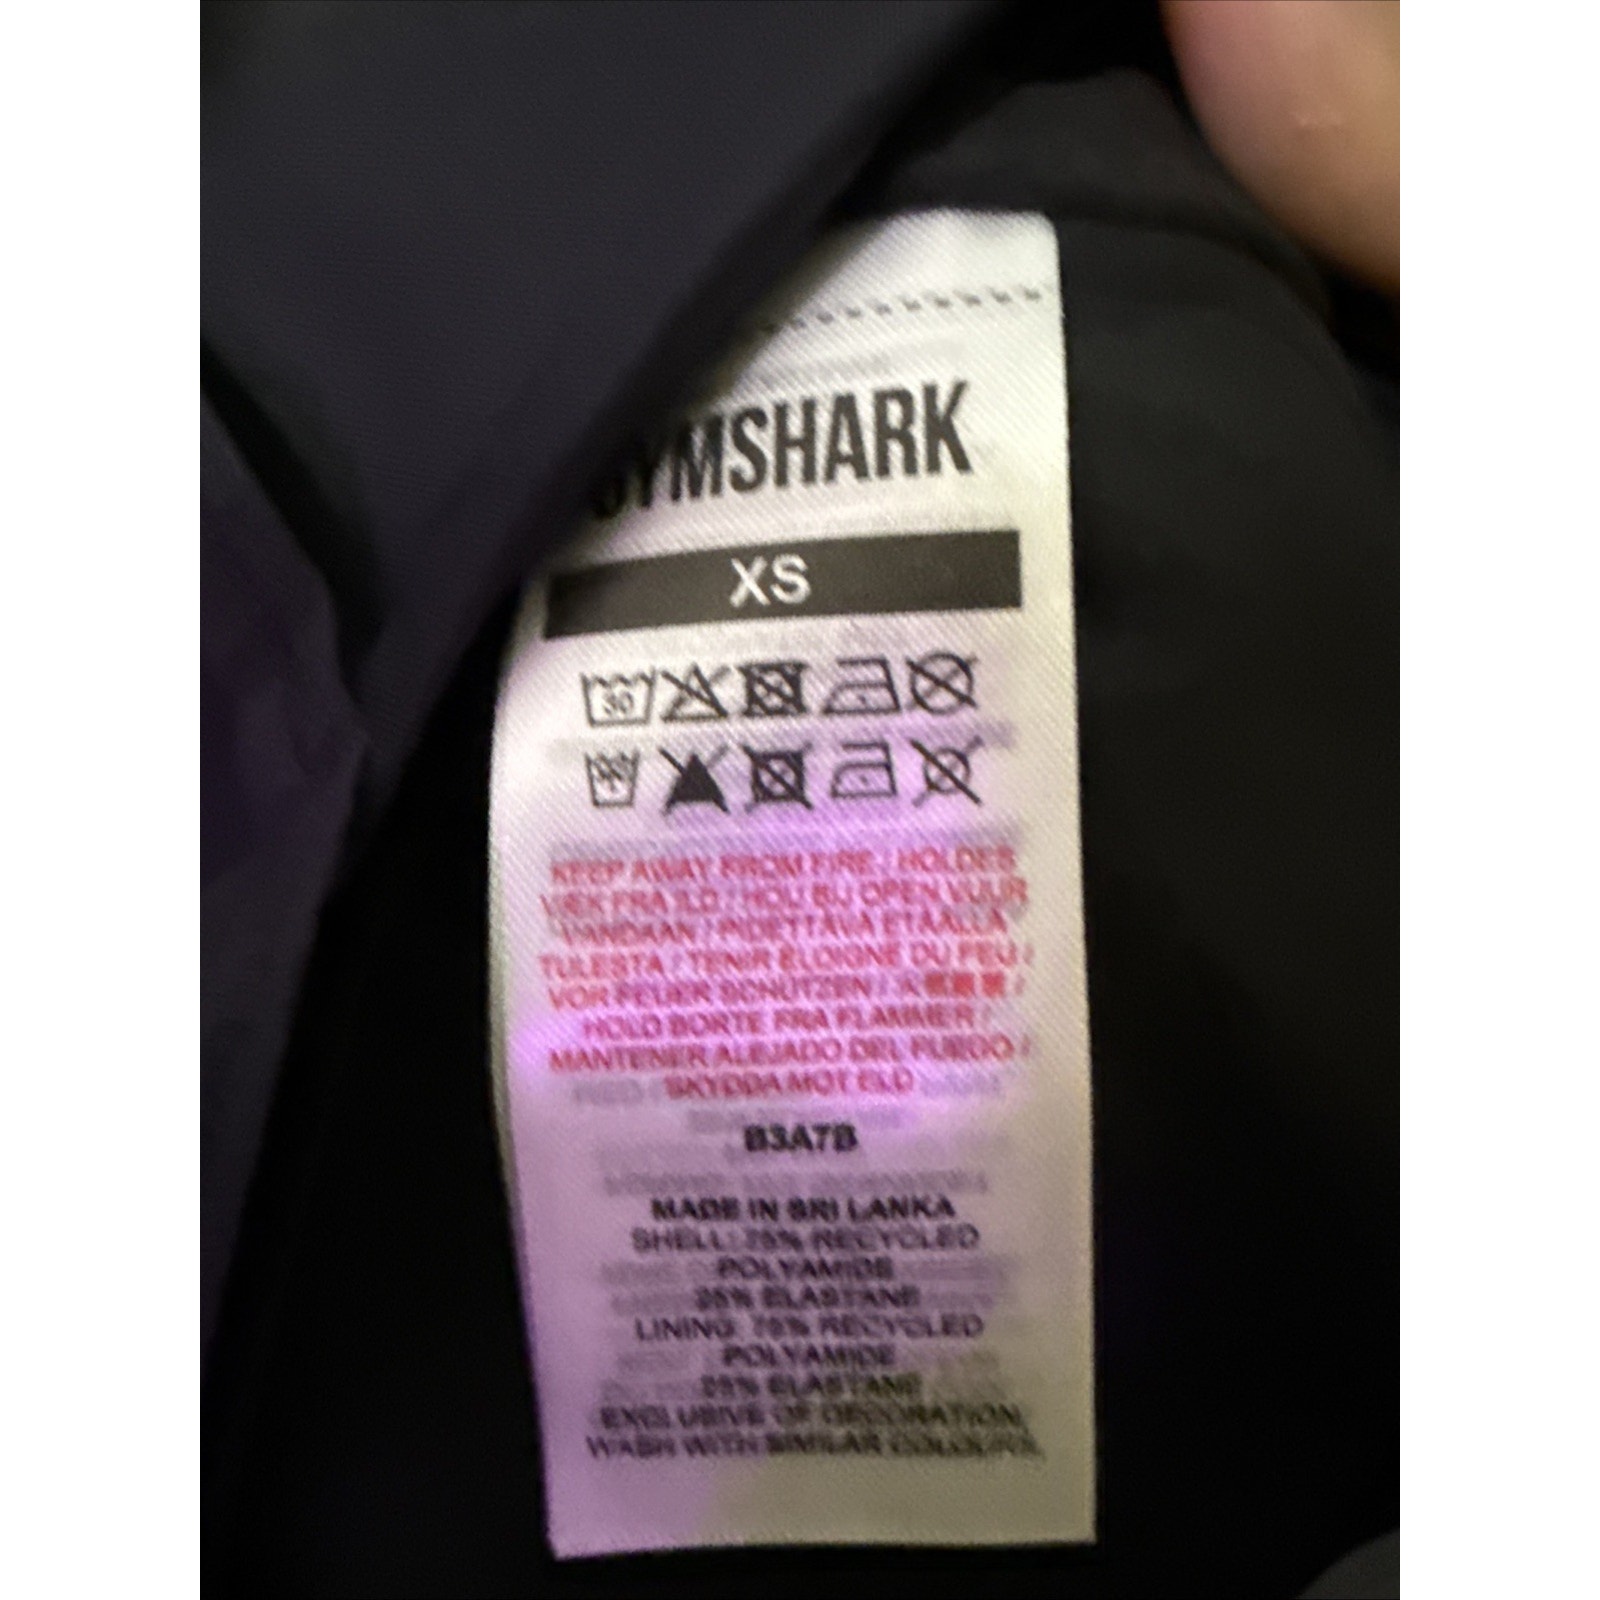 GYMSHARK
XS
30
KEEP AWAY FROM FIRE / HOLDES
VÆK FRA ILD / HOU BIJ OPEN VUUR
VANDAAN / PIDETTÄVÄ ETÄÄLLÄ
TULESTA / TENIR ÉLOIGNÉ DU FEU /
VOR FEUER SCHÜTZEN /
HOLD BORTE FRA FLAMMER /
MANTENER ALEJADO DEL FUEGO /
SKYDDA MOT ELD
B3A7B
MADE IN SRI LANKA
SHELL: 75% RECYCLED
POLYAMIDE
25% ELASTANE
LINING: 75% RECYCLED
POLYAMIDE
25% ELASTANE
EXCLUSIVE OF DECORATION.
WASH WITH SIMILAR COLOURS.